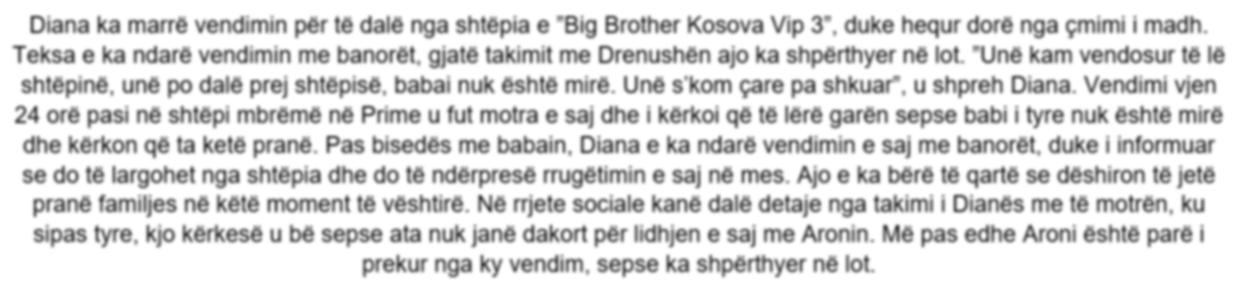 Diana ka marrë vendimin për të dalë nga shtëpia e ”Big Brother Kosova Vip 3”, duke hequr dorë nga çmimi i madh.
Teksa e ka ndarë vendimin me banorët, gjatë takimit me Drenushën ajo ka shpërthyer në lot. ”Unë kam vendosur të lë
shtëpinë, unë po dalë prej shtëpisë, babai nuk është mirë. Unë s’kom çare pa shkuar”, u shpreh Diana. Vendimi vjen
24 orë pasi në shtëpi mbrëmë në Prime u fut motra e saj dhe i kërkoi që të lërë garën sepse babi i tyre nuk është mirë
dhe kërkon që ta ketë pranë. Pas bisedës me babain, Diana e ka ndarë vendimin e saj me banorët, duke i informuar
se do të largohet nga shtëpia dhe do të ndërpresë rrugëtimin e saj në mes. Ajo e ka bërë të qartë se dëshiron të jetë
pranë familjes në këtë moment të vështirë. Në rrjete sociale kanë dalë detaje nga takimi i Dianës me të motrën, ku
sipas tyre, kjo kërkesë u bë sepse ata nuk janë dakort për lidhjen e saj me Aronin. Më pas edhe Aroni është parë i
prekur nga ky vendim, sepse ka shpërthyer në lot.